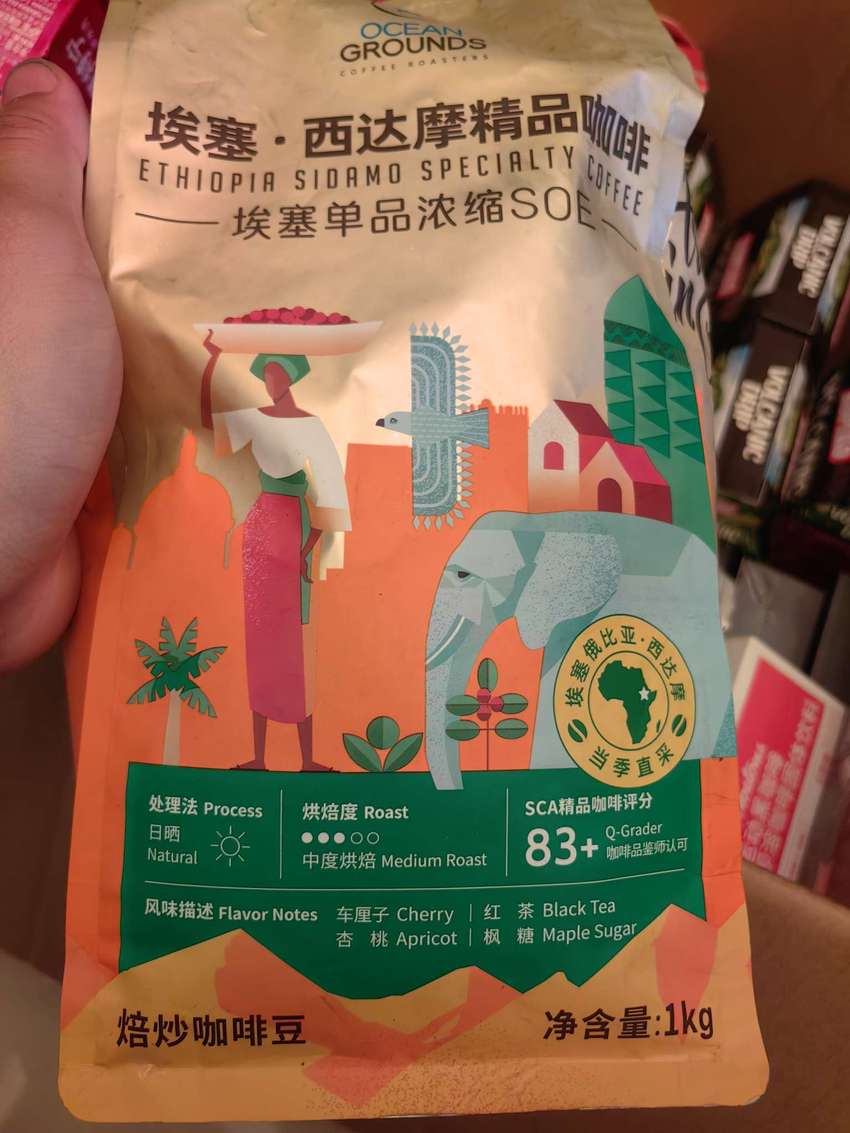 OCEAN
GROUNDS
COFFEE ROASTERS
埃塞·西达摩精品咖啡
ETHIOPIA SIDAMO SPECIALTY COFFEE
埃塞单品浓缩SOE
VOLCANIC
DRIP
VOLCANIC
DRIP
埃塞俄比亚·西达摩
当季直采
处理法 Process
日晒
Natural
烘焙度 Roast
中度烘焙 Medium Roast
SCA精品咖啡评分
83+
Q-Grader
咖啡品鉴师认可
风味描述 Flavor Notes
车厘子 Cherry | 红 茶 Black Tea
杏 桃 Apricot | 枫 糖 Maple Sugar
焙炒咖啡豆
净含量:1kg